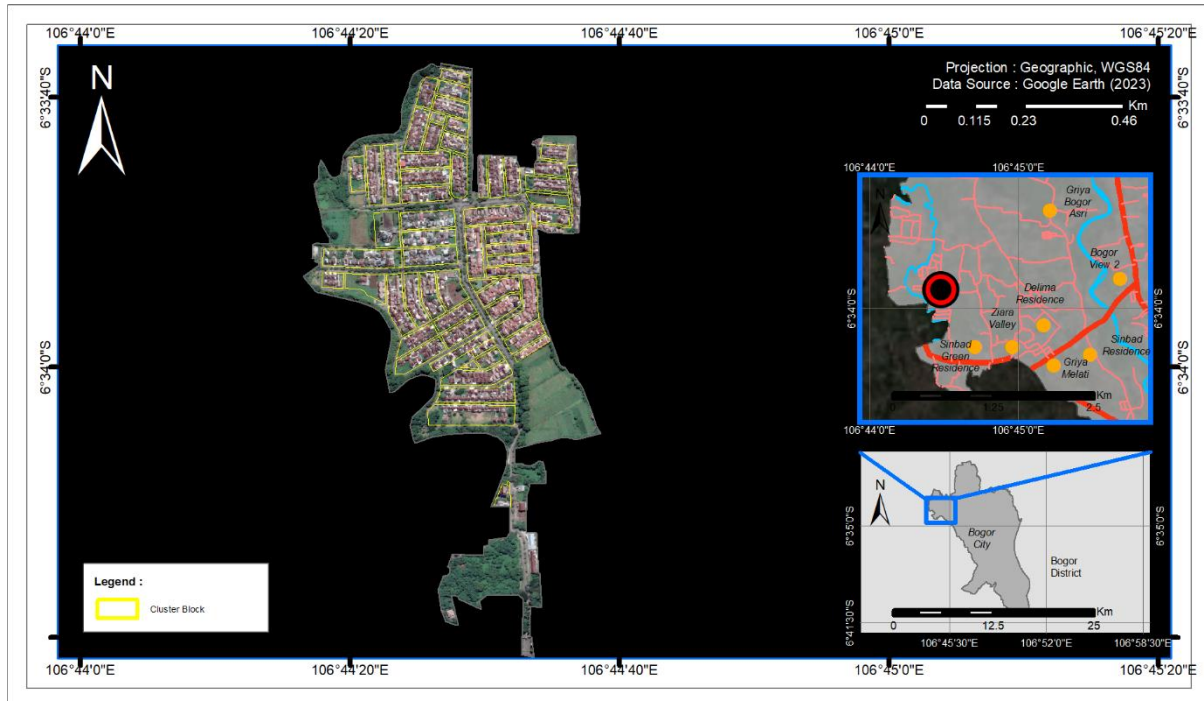 106°44'0"E 106°44'20"E 106°44'40"E 106°45'0"E 106°45'20"E
6°33'40"S
6°33'40"S
N
Projection : Geographic, WGS84
Data Source : Google Earth (2023)
Km
0 0.115 0.23 0.46
106°44'0"E 106°45'0"E
N
Griya
Bogor
Asri
Bogor
View 2
Delima
Residence
6°34'0"S
6°34'0"S
Ziara
Valley
Sinbad
Green
Residence
Sinbad
Residence
Griya
Melati
Km
0 1.25 2.5
106°44'0"E 106°45'0"E
6°34'0"S
6°34'0"S
N
6°35'0"S
6°35'0"S
Bogor
City
Bogor
District
Km
0 12.5 25
6°41'30"S
6°41'30"S
106°45'30"E 106°52'0"E 106°58'30"E
Legend :
Cluster Block
106°44'0"E 106°44'20"E 106°44'40"E 106°45'0"E 106°45'20"E